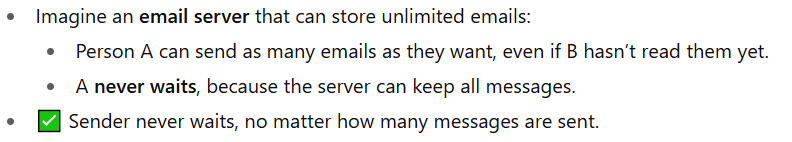 Imagine an email server that can store unlimited emails:
Person A can send as many emails as they want, even if B hasn’t read them yet.
A never waits, because the server can keep all messages.
✅ Sender never waits, no matter how many messages are sent.